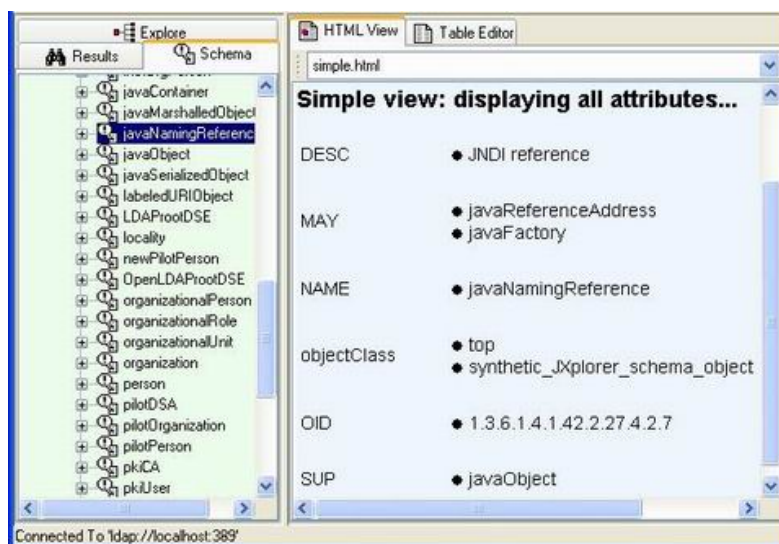 Explore
Results
Schema
javaContainer
javaMarshalledObject
javaNamingReferenc
javaObject
javaSerializedObject
labeledURIObject
LDAProotDSE
locality
newPilotPerson
OpenLDAProotDSE
organizationalPerson
organizationalRole
organizationalUnit
organization
person
pilotDSA
pilotOrganization
pilotPerson
pkiCA
pkiUser
HTML View
Table Editor
simple.html
Simple view: displaying all attributes...
DESC
JNDI reference
MAY
javaReferenceAddress
javaFactory
NAME
javaNamingReference
objectClass
top
synthetic_JXplorer_schema_object
OID
1.3.6.1.4.1.42.2.27.4.2.7
SUP
javaObject
Connected To 'ldap://localhost:389'